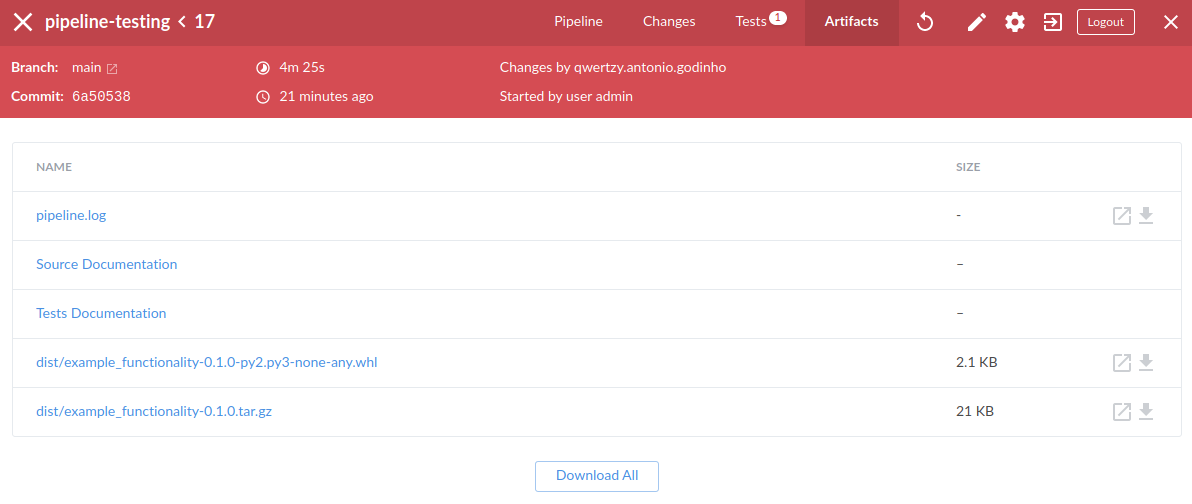 pipeline-testing < 17 Pipeline Changes Tests 1 Artifacts Logout
Branch: main 4m 25s Changes by qwertzy.antonio.godinho
Commit: 6a50538 21 minutes ago Started by user admin
NAME SIZE
pipeline.log -
Source Documentation –
Tests Documentation –
dist/example_functionality-0.1.0-py2.py3-none-any.whl 2.1 KB
dist/example_functionality-0.1.0.tar.gz 21 KB
Download All